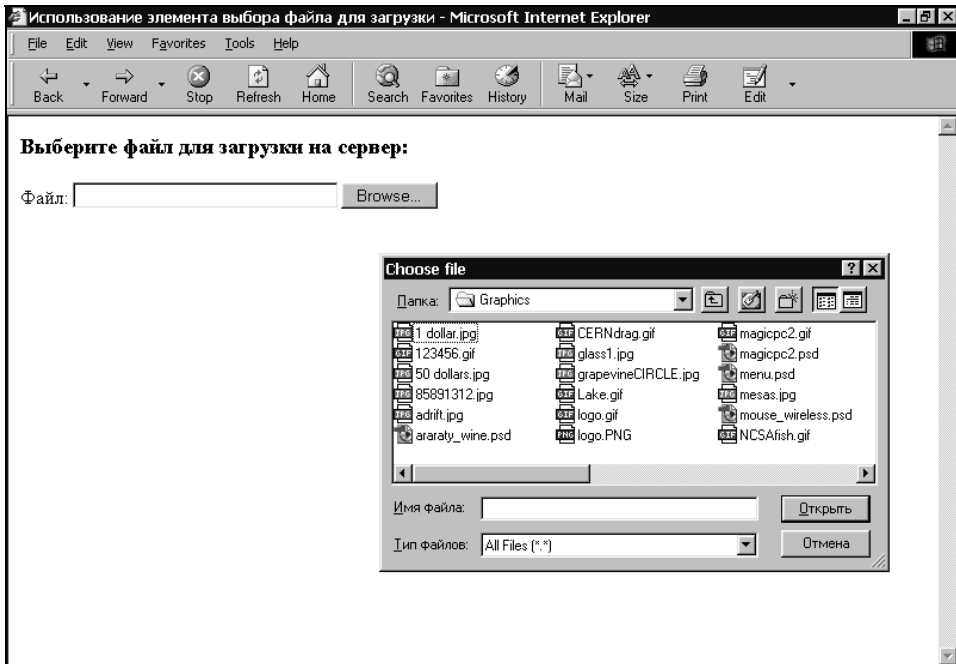 Использование элемента выбора файла для загрузки - Microsoft Internet Explorer
File Edit View Favorites Tools Help
Back Forward Stop Refresh Home Search Favorites History Mail Size Print Edit
Выберите файл для загрузки на сервер:
Файл: Browse...
Choose file
Папка: Graphics
1 dollar.jpg CERNdrag.gif magicpc2.gif
123456.gif glass1.jpg magicpc2.psd
50 dollars.jpg grapevineCIRCLE.jpg menu.psd
85891312.jpg Lake.gif mesas.jpg
adrift.jpg logo.gif mouse_wireless.psd
araraty_wine.psd logo.PNG NCSAfish.gif
Имя файла: Открыть
Тип файлов: All Files (*.*) Отмена